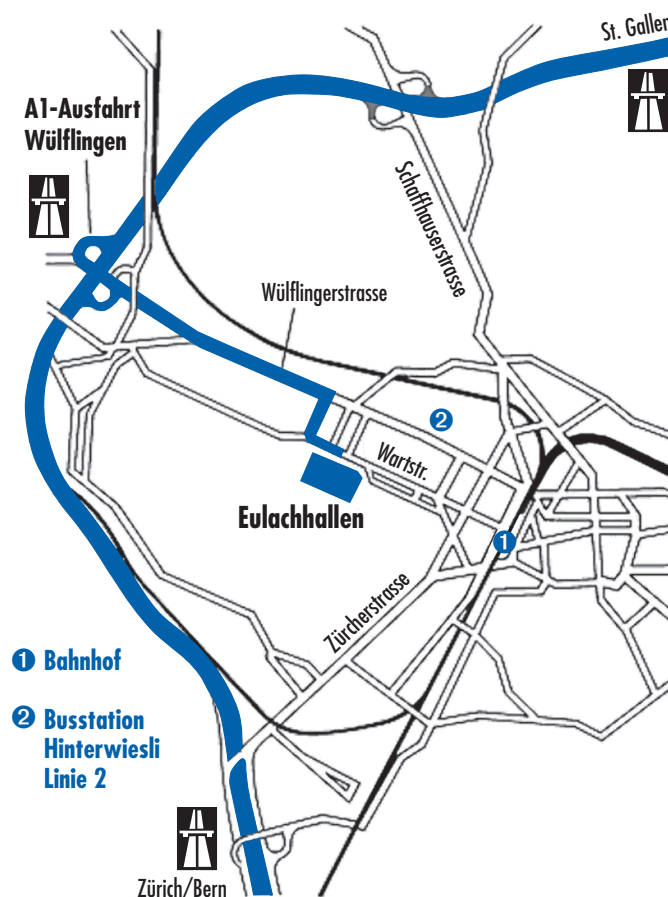 St. Gallen
A1-Ausfahrt
Wülflingen
Schaffhauserstrasse
Wülflingerstrasse
2
Wartstr.
Eulachhallen
1
Zürcherstrasse
1 Bahnhof
2 Busstation
Hinterwiesli
Linie 2
Zürich/Bern